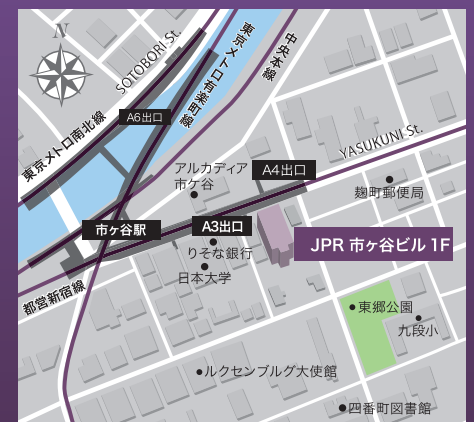 N
SOTOBORI St.
東京メトロ有楽町線
中央本線
A6出口
東京メトロ南北線
YASUKUNI St.
アルカディア
市ケ谷
A4出口
麹町郵便局
市ヶ谷駅
A3出口
りそな銀行
JPR 市ヶ谷ビル 1F
日本大学
都営新宿線
東郷公園
九段小
ルクセンブルグ大使館
四番町図書館